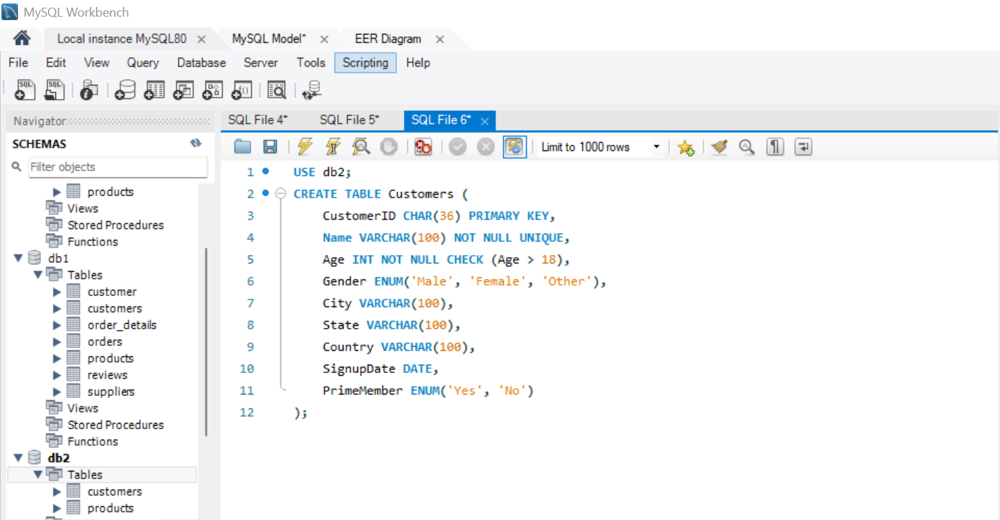 MySQL Workbench
Local instance MySQL80 MySQL Model* EER Diagram
File Edit View Query Database Server Tools Scripting Help
SQL SQL
Navigator SQL File 4* SQL File 5* SQL File 6*
SCHEMAS
Limit to 1000 rows
Filter objects
products
Views
Stored Procedures
Functions
db1
Tables
customer
customers
order_details
orders
products
reviews
suppliers
Views
Stored Procedures
Functions
db2
Tables
customers
products
1 USE db2;
2 CREATE TABLE Customers (
3 CustomerID CHAR(36) PRIMARY KEY,
4 Name VARCHAR(100) NOT NULL UNIQUE,
5 Age INT NOT NULL CHECK (Age > 18),
6 Gender ENUM('Male', 'Female', 'Other'),
7 City VARCHAR(100),
8 State VARCHAR(100),
9 Country VARCHAR(100),
10 SignupDate DATE,
11 PrimeMember ENUM('Yes', 'No')
12 );